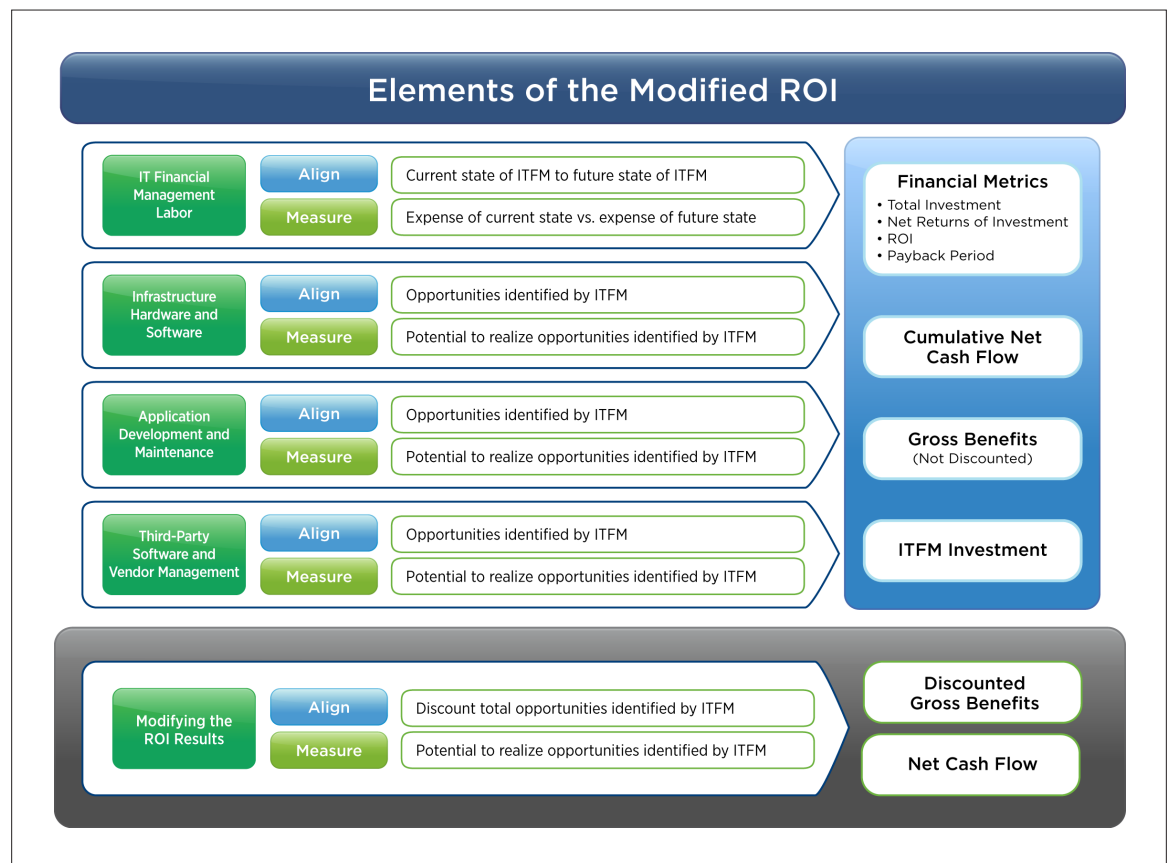 Elements of the Modified ROI
IT Financial
Management
Labor
Align
Current state of ITFM to future state of ITFM
Measure
Expense of current state vs. expense of future state
Infrastructure
Hardware and
Software
Align
Opportunities identified by ITFM
Measure
Potential to realize opportunities identified by ITFM
Application
Development and
Maintenance
Align
Opportunities identified by ITFM
Measure
Potential to realize opportunities identified by ITFM
Third-Party
Software and
Vendor Management
Align
Opportunities identified by ITFM
Measure
Potential to realize opportunities identified by ITFM
Financial Metrics
• Total Investment
• Net Returns of Investment
• ROI
• Payback Period
Cumulative Net
Cash Flow
Gross Benefits
(Not Discounted)
ITFM Investment
Modifying the
ROI Results
Align
Discount total opportunities identified by ITFM
Measure
Potential to realize opportunities identified by ITFM
Discounted
Gross Benefits
Net Cash Flow